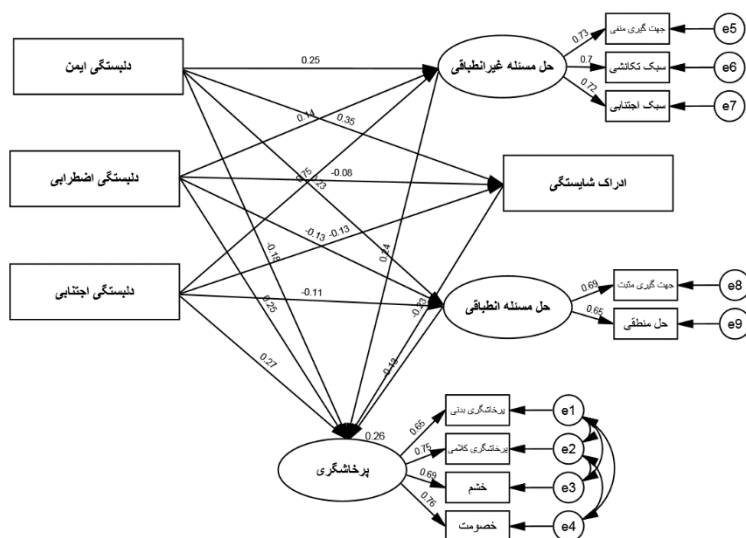 دلبستگی ایمن
دلبستگی اضطرابی
دلبستگی اجتنابی
حل مسئله غیرانطباقی
ادراک شایستگی
حل مسئله انطباقی
پرخاشگری
جهت گیری منفی
سبک تکانشی
سبک اجتنابی
جهت گیری مثبت
حل منطقی
پرخاشگری بدنی
پرخاشگری کلامی
خشم
خصومت
e5
e6
e7
e8
e9
e1
e2
e3
e4
0.73
0.7
0.72
0.25
0.35
-0.08
0.23
-0.13
-0.13
-0.11
-0.18
0.25
0.27
0.24
-0.13
0.69
0.65
0.26
0.65
0.75
0.69
0.76